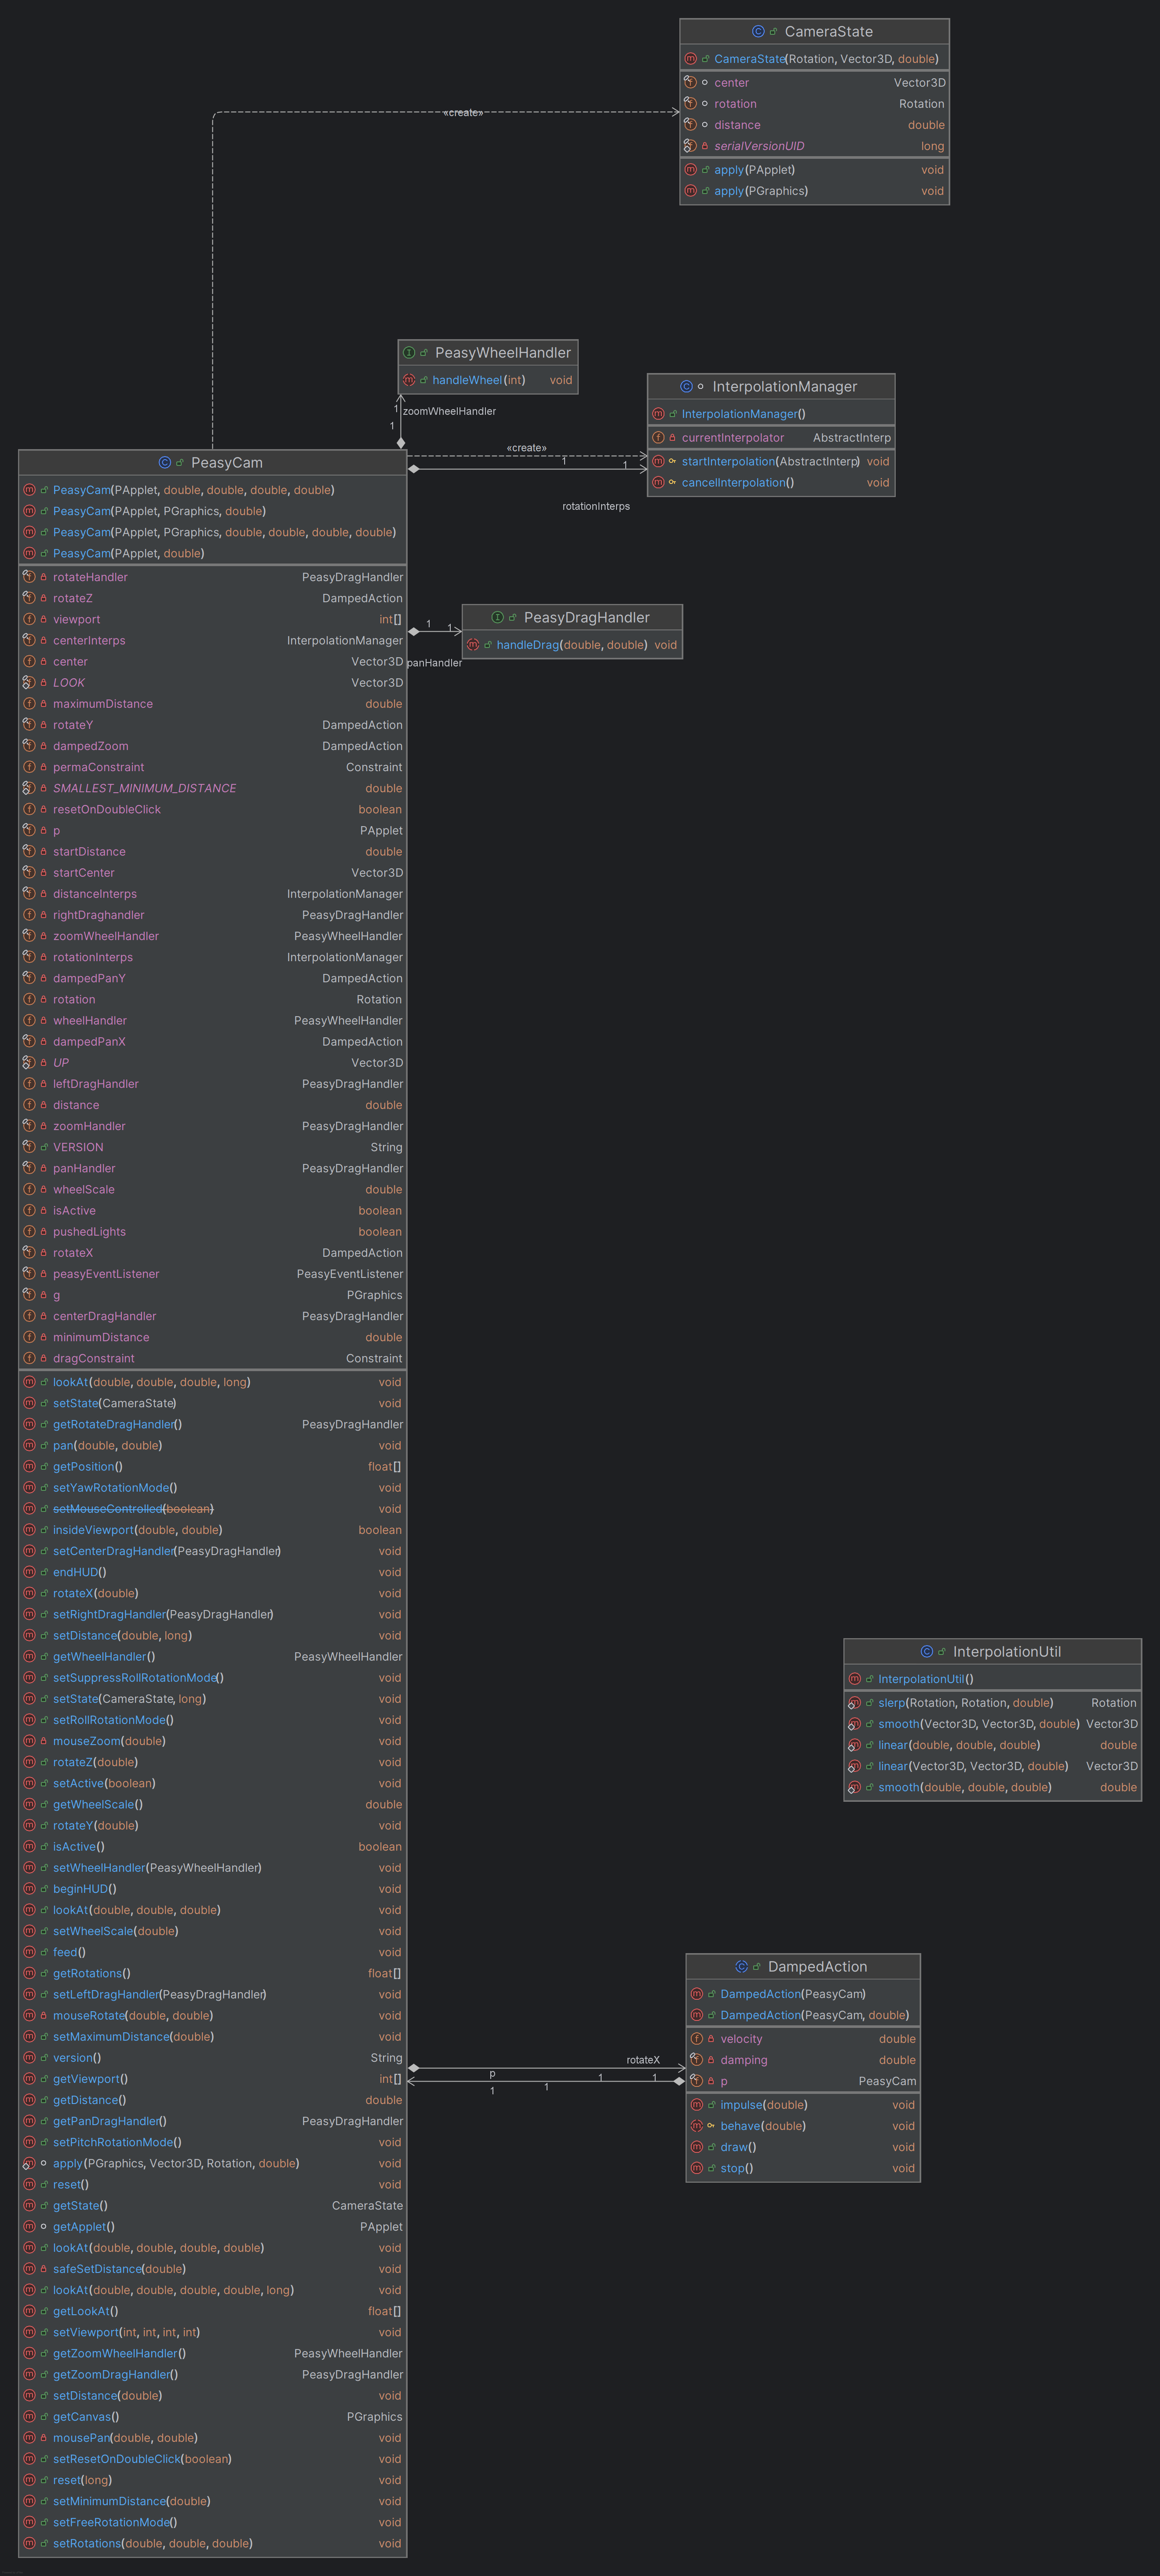 CameraState
CameraState(Rotation, Vector3D, double)
center Vector3D
rotation Rotation
distance double
serialVersionUID long
apply(PApplet) void
apply(PGraphics) void
«create»
PeasyWheelHandler
handleWheel(int) void
1 zoomWheelHandler
1
InterpolationManager
InterpolationManager()
currentInterpolator AbstractInterp
startInterpolation(AbstractInterp) void
cancelInterpolation() void
«create»
1 1
rotationInterps
PeasyDragHandler
handleDrag(double, double) void
1 1
panHandler
PeasyCam
PeasyCam(PApplet, double, double, double, double)
PeasyCam(PApplet, PGraphics, double)
PeasyCam(PApplet, PGraphics, double, double, double, double)
PeasyCam(PApplet, double)
rotateHandler PeasyDragHandler
rotateZ DampedAction
viewport int[]
centerInterps InterpolationManager
center Vector3D
LOOK Vector3D
maximumDistance double
rotateY DampedAction
dampedZoom DampedAction
permaConstraint Constraint
SMALLEST_MINIMUM_DISTANCE double
resetOnDoubleClick boolean
p PApplet
startDistance double
startCenter Vector3D
distanceInterps InterpolationManager
rightDraghandler PeasyDragHandler
zoomWheelHandler PeasyWheelHandler
rotationInterps InterpolationManager
dampedPanY DampedAction
rotation Rotation
wheelHandler PeasyWheelHandler
dampedPanX DampedAction
UP Vector3D
leftDragHandler PeasyDragHandler
distance double
zoomHandler PeasyDragHandler
VERSION String
panHandler PeasyDragHandler
wheelScale double
isActive boolean
pushedLights boolean
rotateX DampedAction
peasyEventListener PeasyEventListener
g PGraphics
centerDragHandler PeasyDragHandler
minimumDistance double
dragConstraint Constraint
lookAt(double, double, double, long) void
setState(CameraState) void
getRotateDragHandler() PeasyDragHandler
pan(double, double) void
getPosition() float[]
setYawRotationMode() void
setMouseControlled(boolean) void
insideViewport(double, double) boolean
setCenterDragHandler(PeasyDragHandler) void
endHUD() void
rotateX(double) void
setRightDragHandler(PeasyDragHandler) void
setDistance(double, long) void
getWheelHandler() PeasyWheelHandler
setSuppressRollRotationMode() void
setState(CameraState, long) void
setRollRotationMode() void
mouseZoom(double) void
rotateZ(double) void
setActive(boolean) void
getWheelScale() double
rotateY(double) void
isActive() boolean
setWheelHandler(PeasyWheelHandler) void
beginHUD() void
lookAt(double, double, double) void
setWheelScale(double) void
feed() void
getRotations() float[]
setLeftDragHandler(PeasyDragHandler) void
mouseRotate(double, double) void
setMaximumDistance(double) void
version() String
getViewport() int[]
getDistance() double
getPanDragHandler() PeasyDragHandler
setPitchRotationMode() void
apply(PGraphics, Vector3D, Rotation, double) void
reset() void
getState() CameraState
getApplet() PApplet
lookAt(double, double, double, double) void
safeSetDistance(double) void
lookAt(double, double, double, double, long) void
getLookAt() float[]
setViewport(int, int, int, int) void
getZoomWheelHandler() PeasyWheelHandler
getZoomDragHandler() PeasyDragHandler
setDistance(double) void
getCanvas() PGraphics
mousePan(double, double) void
setResetOnDoubleClick(boolean) void
reset(long) void
setMinimumDistance(double) void
setFreeRotationMode() void
setRotations(double, double, double) void
InterpolationUtil
InterpolationUtil()
slerp(Rotation, Rotation, double) Rotation
smooth(Vector3D, Vector3D, double) Vector3D
linear(double, double, double) double
linear(Vector3D, Vector3D, double) Vector3D
smooth(double, double, double) double
DampedAction
DampedAction(PeasyCam)
DampedAction(PeasyCam, double)
velocity double
damping double
p PeasyCam
impulse(double) void
behave(double) void
draw() void
stop() void
rotateX
p 1 1
1 1